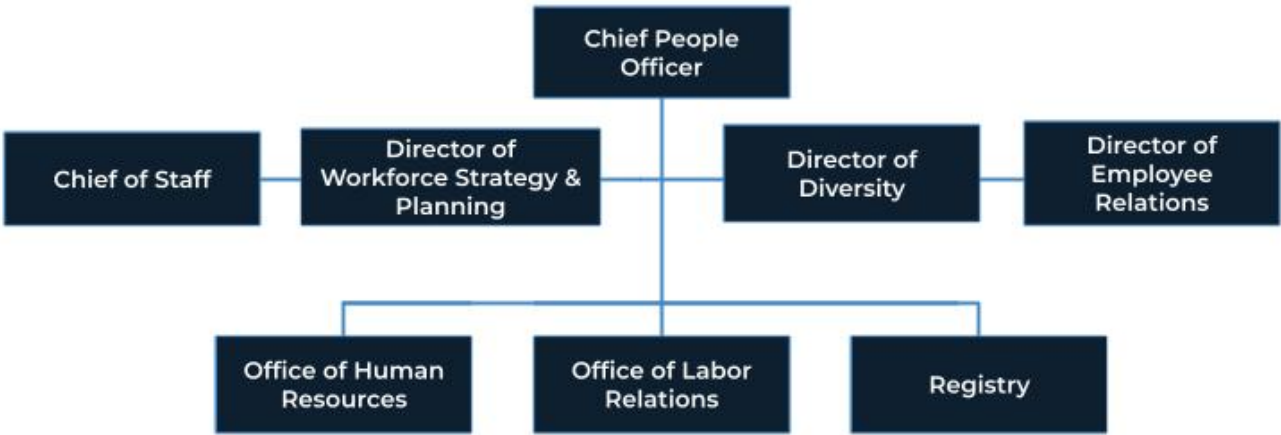 Chief People
Officer
Chief of Staff
Director of
Workforce Strategy &
Planning
Director of
Diversity
Director of
Employee
Relations
Office of Human
Resources
Office of Labor
Relations
Registry